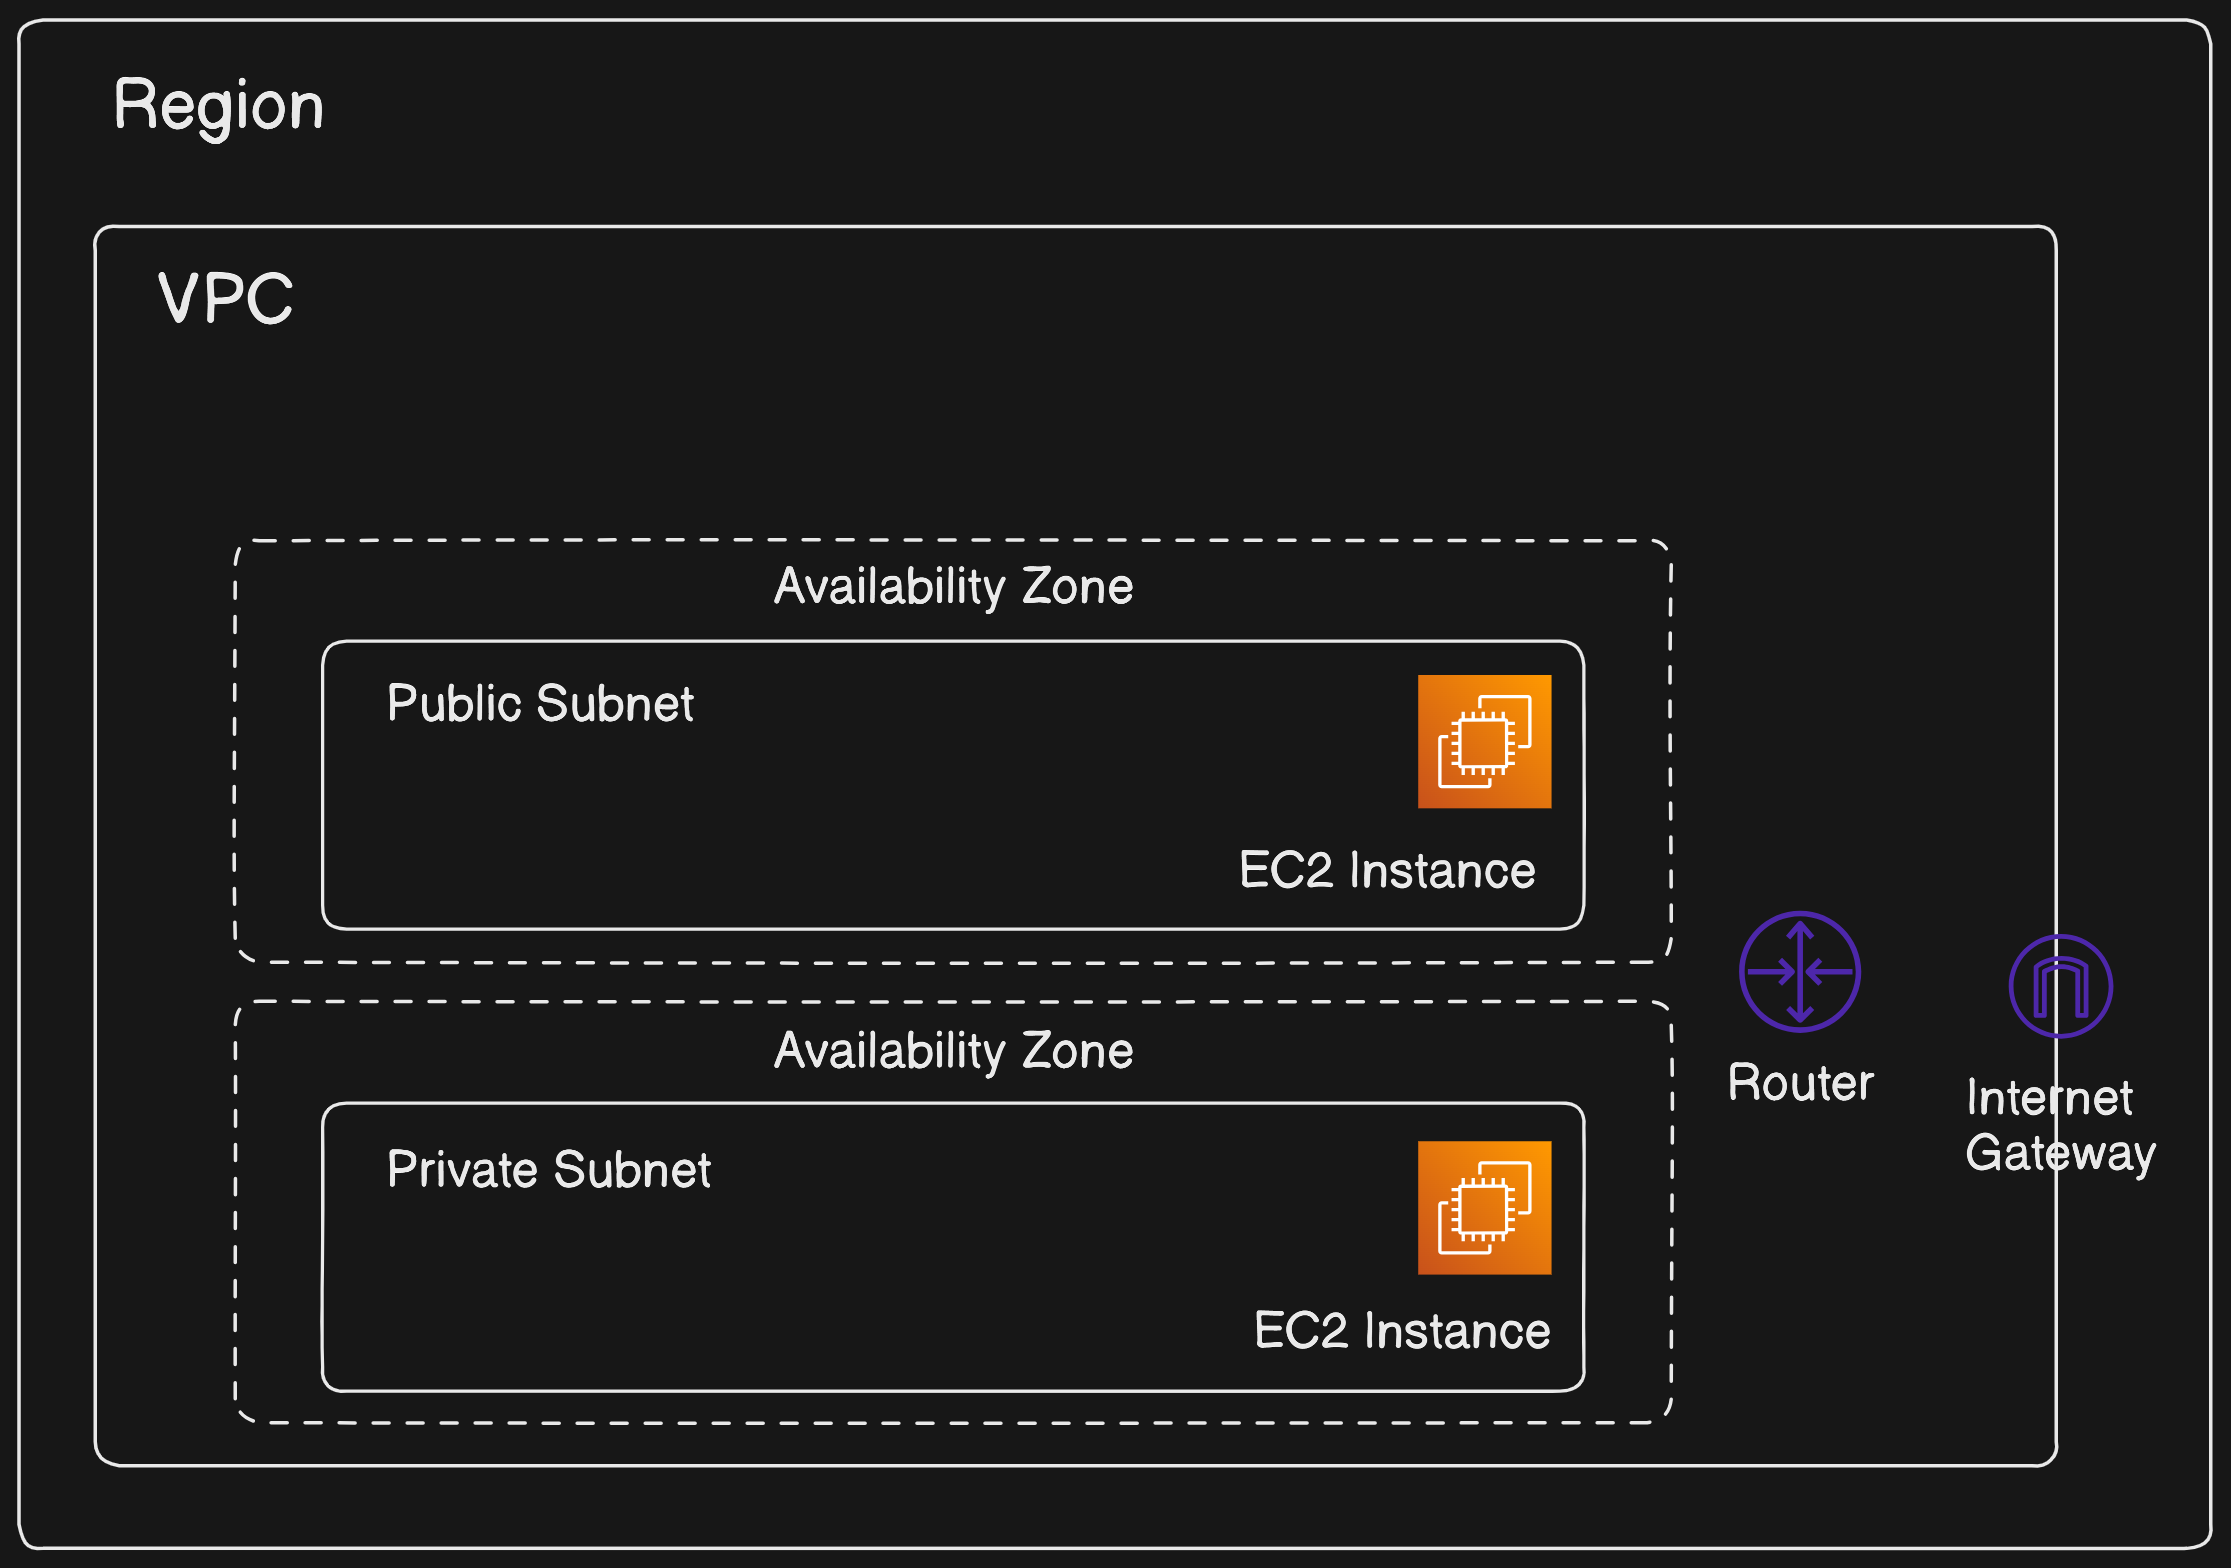 Region
VPC
Availability Zone
Public Subnet
EC2 Instance
Availability Zone
Private Subnet
EC2 Instance
Router
Internet
Gateway